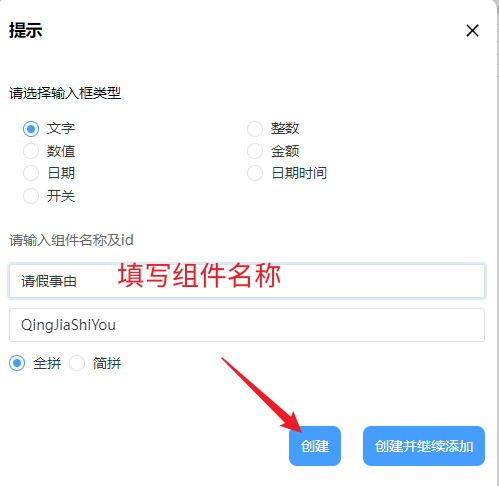 提示
请选择输入框类型
文字 整数
数值 金额
日期 日期时间
开关
请输入组件名称及id
请假事由 填写组件名称
QingJiaShiYou
全拼 简拼
创建 创建并继续添加